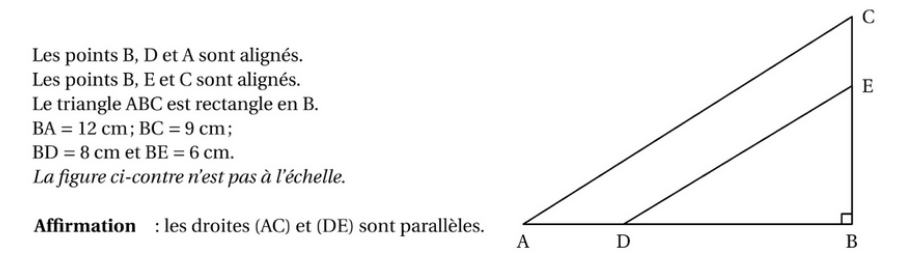 Les points B, D et A sont alignés.
Les points B, E et C sont alignés.
Le triangle ABC est rectangle en B.
BA = 12 cm ; BC = 9 cm ;
BD = 8 cm et BE = 6 cm.
La figure ci-contre n'est pas à l'échelle.
Affirmation : les droites (AC) et (DE) sont parallèles.
C
E
A
D
B